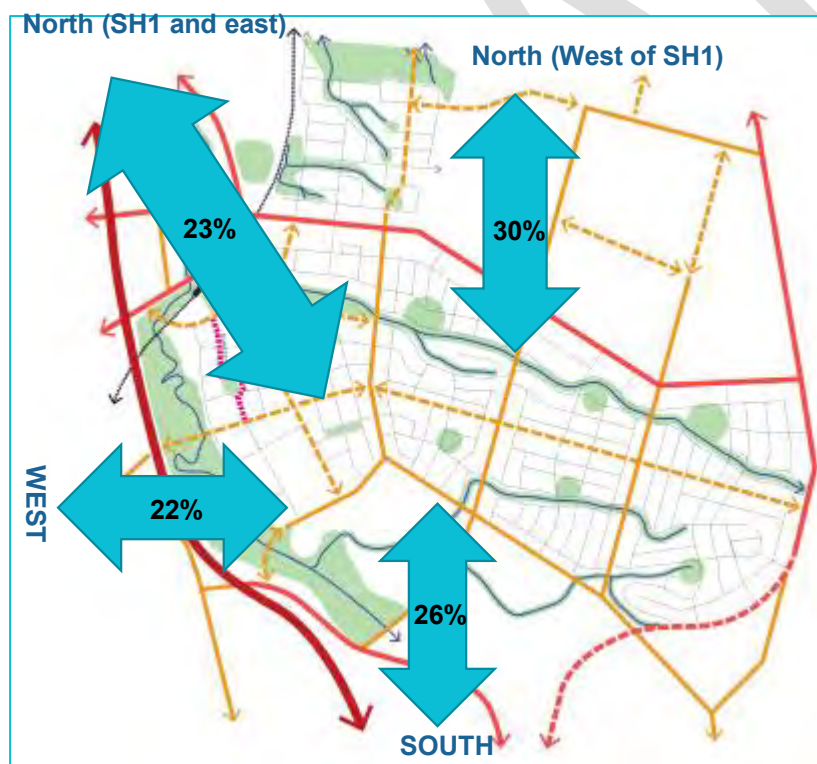 North (SH1 and east)
North (West of SH1)
23%
30%
WEST
22%
26%
SOUTH